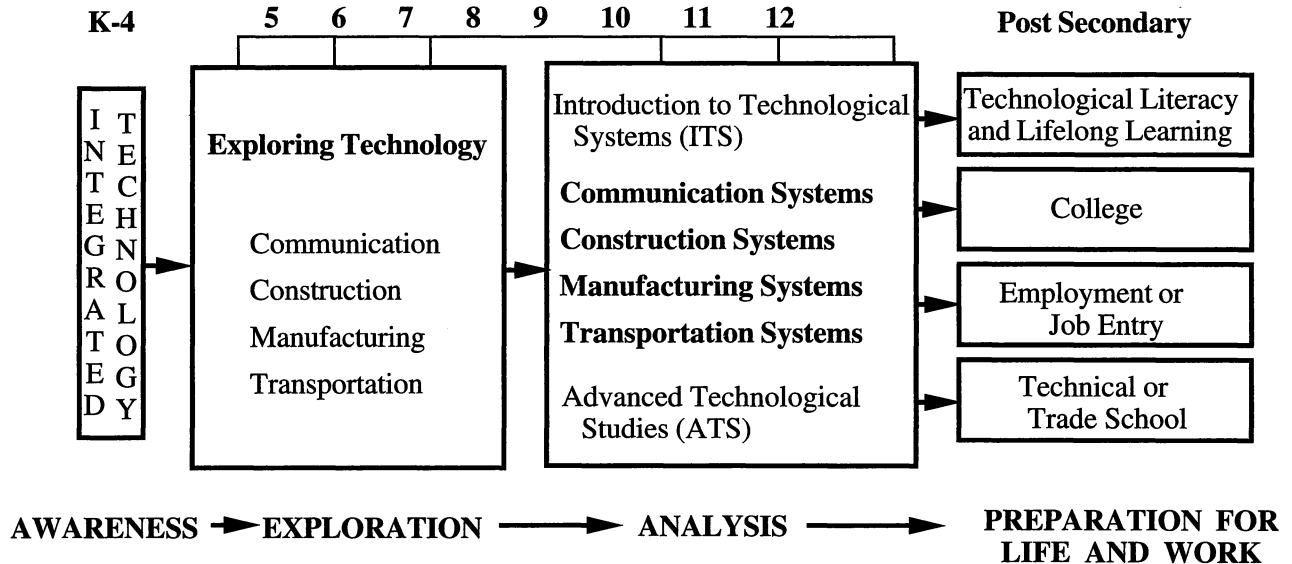 K-4 5 6 7 8 9 10 11 12 Post Secondary
INTEGRATED
TECHNOLOGY
Exploring Technology
Communication
Construction
Manufacturing
Transportation
Introduction to Technological
Systems (ITS)
Communication Systems
Construction Systems
Manufacturing Systems
Transportation Systems
Advanced Technological
Studies (ATS)
Technological Literacy
and Lifelong Learning
College
Employment or
Job Entry
Technical or
Trade School
AWARENESS EXPLORATION ANALYSIS PREPARATION FOR
LIFE AND WORK